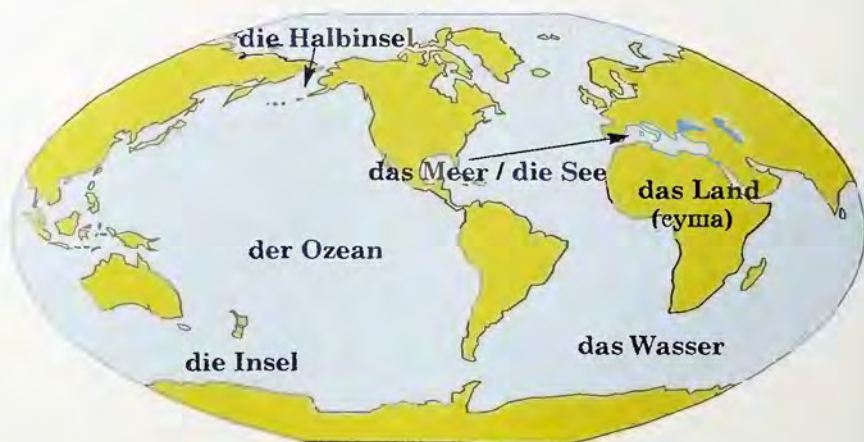 die Halbinsel
das Meer / die See
das Land
(суша)
der Ozean
die Insel
das Wasser